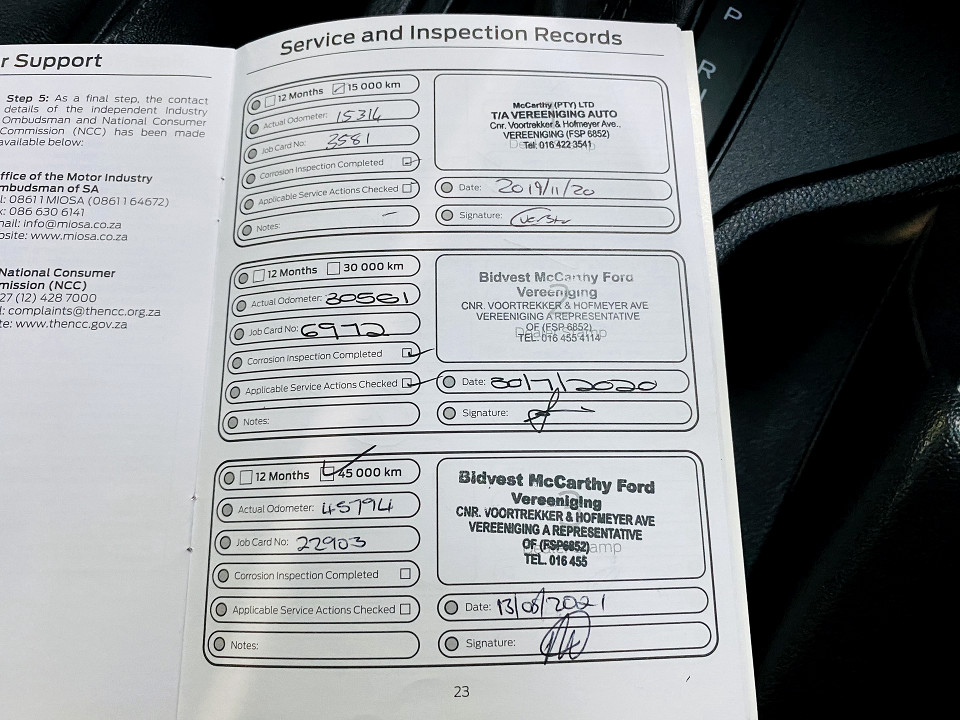 r Support
Step 5: As a final step, the contact
details of the independent Industry
Ombudsman and National Consumer
Commission (NCC) has been made
available below:
ffice of the Motor Industry
mbudsman of SA
l: 08611 MIOSA (08611 64672)
x: 086 630 6141
mail: info@miosa.co.za
bsite: www.miosa.co.za
National Consumer
mission (NCC)
27 (12) 428 7000
l: complaints@thencc.org.za
te: www.thencc.gov.za
Service and Inspection Records
12 Months 15 000 km
Actual Odometer: 15314
Job Card No: 3581
Corrosion Inspection Completed
Applicable Service Actions Checked
Notes: –
McCarthy (PTY) LTD
T/A VEREENIGING AUTO
Cnr. Voortrekker & Hofmeyer Ave.,
VEREENIGING (FSP 6852)
Tel: 016 422 3541
Date: 2019/11/20
Signature:
12 Months 30 000 km
Actual Odometer: 30561
Job Card No: 6972
Corrosion Inspection Completed
Applicable Service Actions Checked
Notes:
Bidvest McCarthy Ford
Vereeniging
CNR. VOORTREKKER & HOFMEYER AVE
VEREENIGING A REPRESENTATIVE
OF (FSP 6852)
Dealer Stamp
TEL. 016 455 4114
Date: 30/7/2020
Signature:
12 Months 45 000 km
Actual Odometer: 45794
Job Card No: 22903
Corrosion Inspection Completed
Applicable Service Actions Checked
Notes:
Bidvest McCarthy Ford
Vereeniging
CNR. VOORTREKKER & HOFMEYR AVE
VEREENIGING A REPRESENTATIVE
OF (FSP6852)
Dealer Stamp
TEL. 016 455
Date: 13/08/2021
Signature:
23
P
R